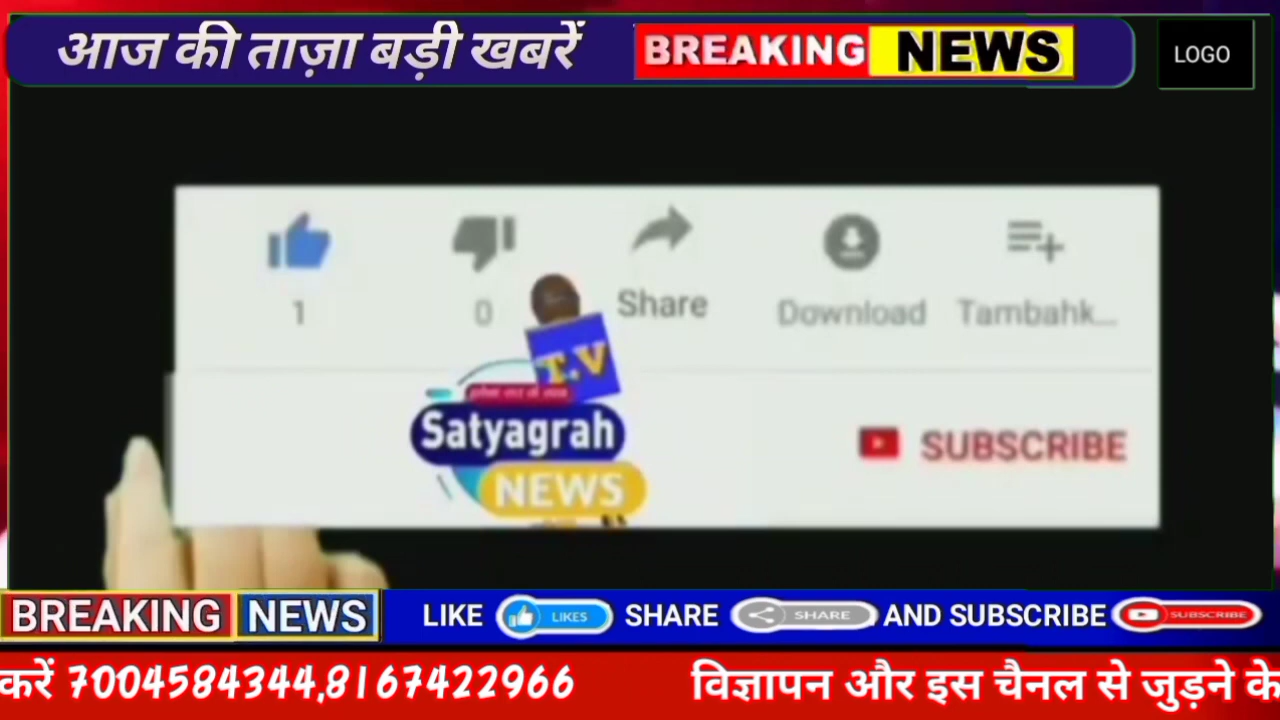 आज की ताज़ा बड़ी खबरें BREAKING NEWS LOGO
1 0 Share Download Tambahk...
T.V
Satyagrah
NEWS
SUBSCRIBE
BREAKING NEWS LIKE LIKES SHARE SHARE AND SUBSCRIBE SUBSCRIBE
करें 7004584344,8167422966 विज्ञापन और इस चैनल से जुड़ने के